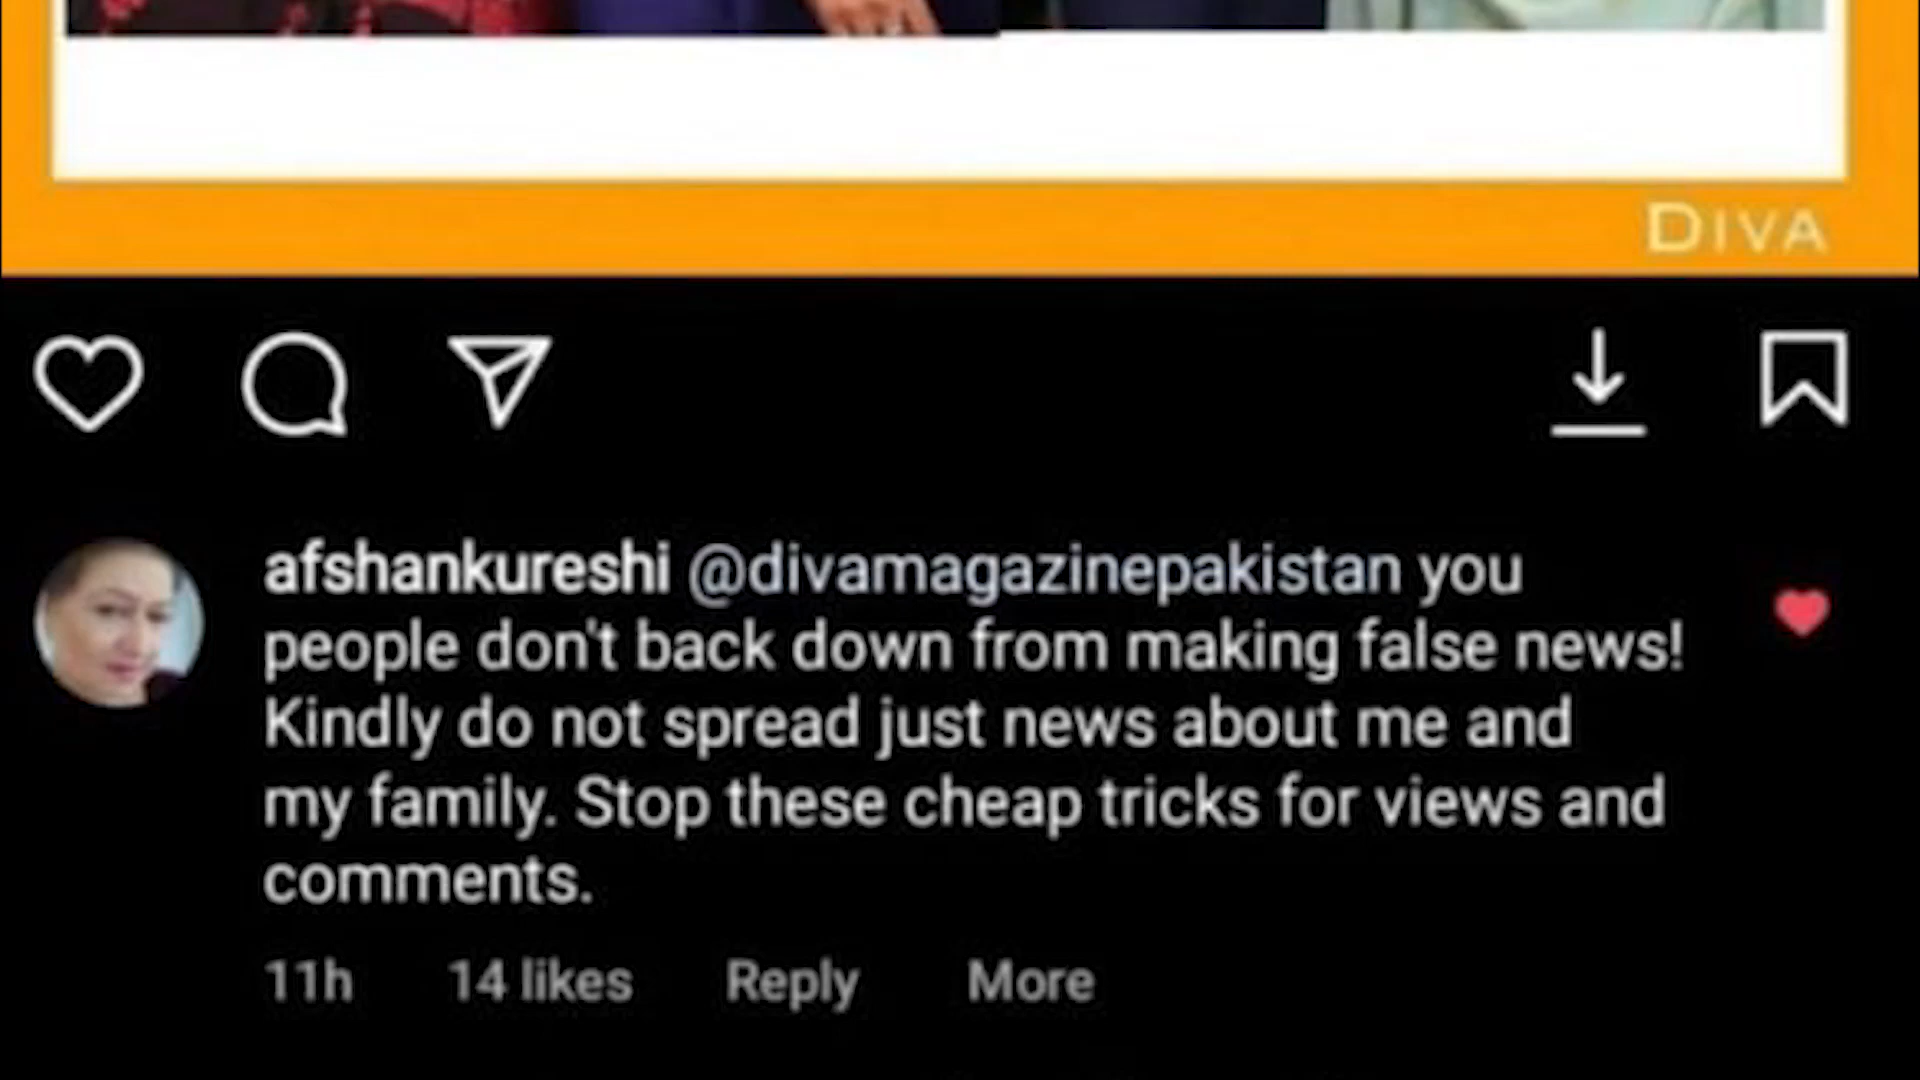 DIVA
afshankureshi @divamagazinepakistan you
people don't back down from making false news!
Kindly do not spread just news about me and
my family. Stop these cheap tricks for views and
comments.
11h 14 likes Reply More